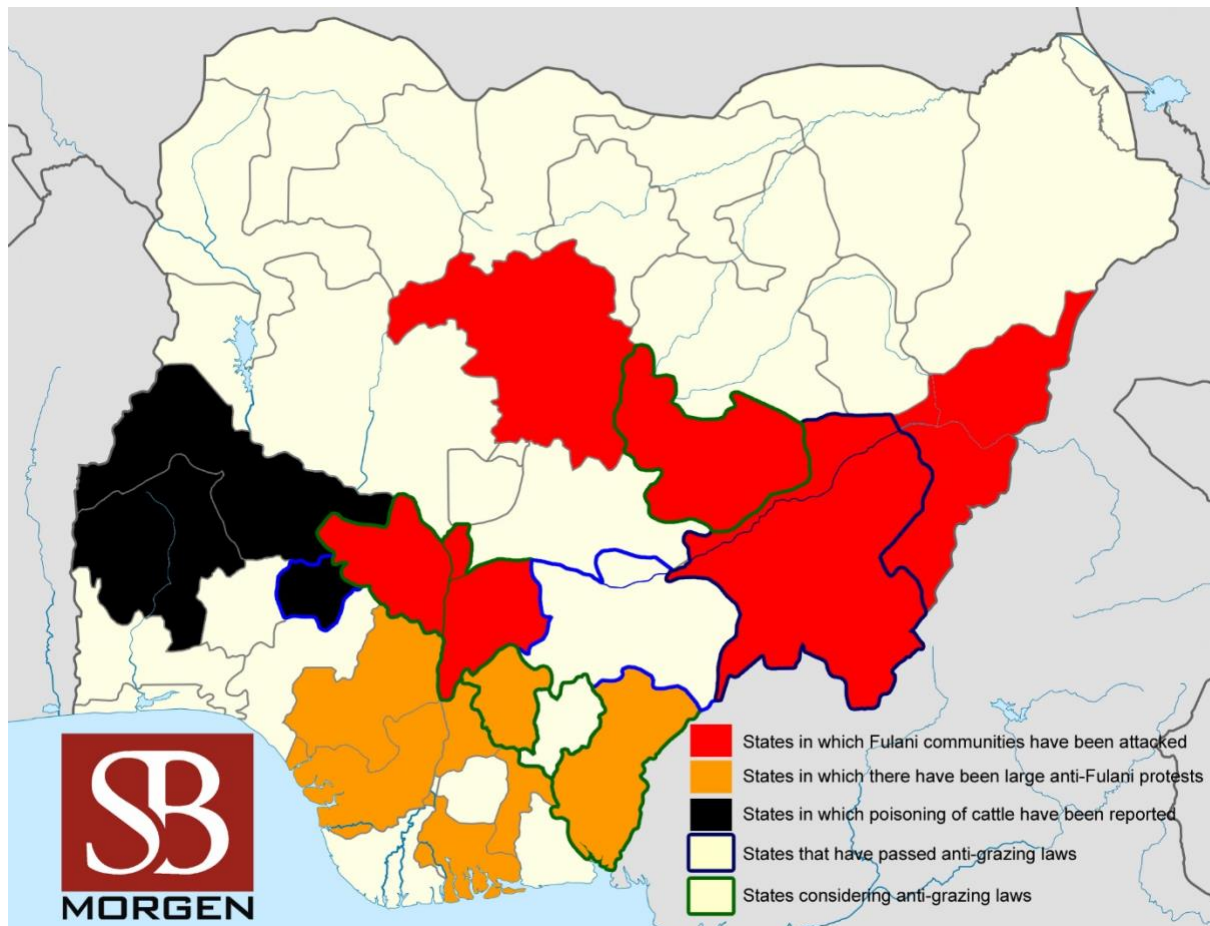 States in which Fulani communities have been attacked
States in which there have been large anti-Fulani protests
States in which poisoning of cattle have been reported
States that have passed anti-grazing laws
States considering anti-grazing laws
SB
MORGEN